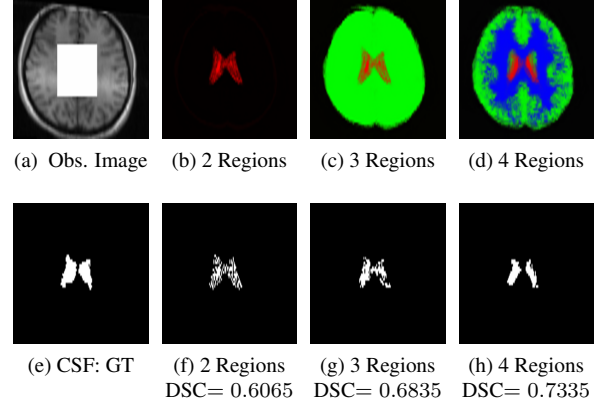 (a) Obs. Image (b) 2 Regions (c) 3 Regions (d) 4 Regions
(e) CSF: GT (f) 2 Regions (g) 3 Regions (h) 4 Regions
DSC= 0.6065 DSC= 0.6835 DSC= 0.7335